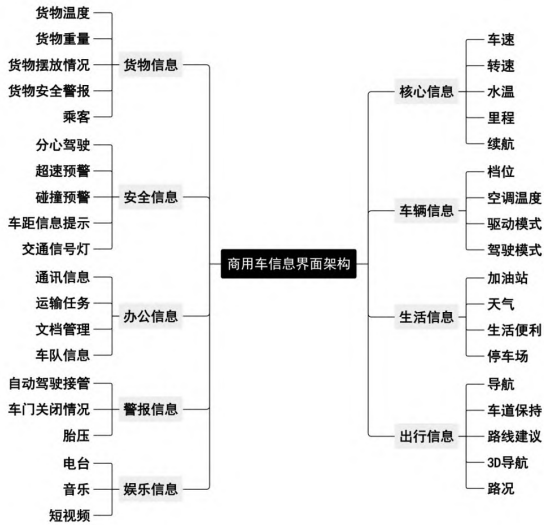 商用车信息界面架构
货物信息
货物温度
货物重量
货物摆放情况
货物安全警报
乘客
安全信息
分心驾驶
超速预警
碰撞预警
车距信息提示
交通信号灯
办公信息
通讯信息
运输任务
文档管理
车队信息
警报信息
自动驾驶接管
车门关闭情况
胎压
娱乐信息
电台
音乐
短视频
核心信息
车速
转速
水温
里程
续航
车辆信息
档位
空调温度
驱动模式
驾驶模式
生活信息
加油站
天气
生活便利
停车场
出行信息
导航
车道保持
路线建议
3D导航
路况